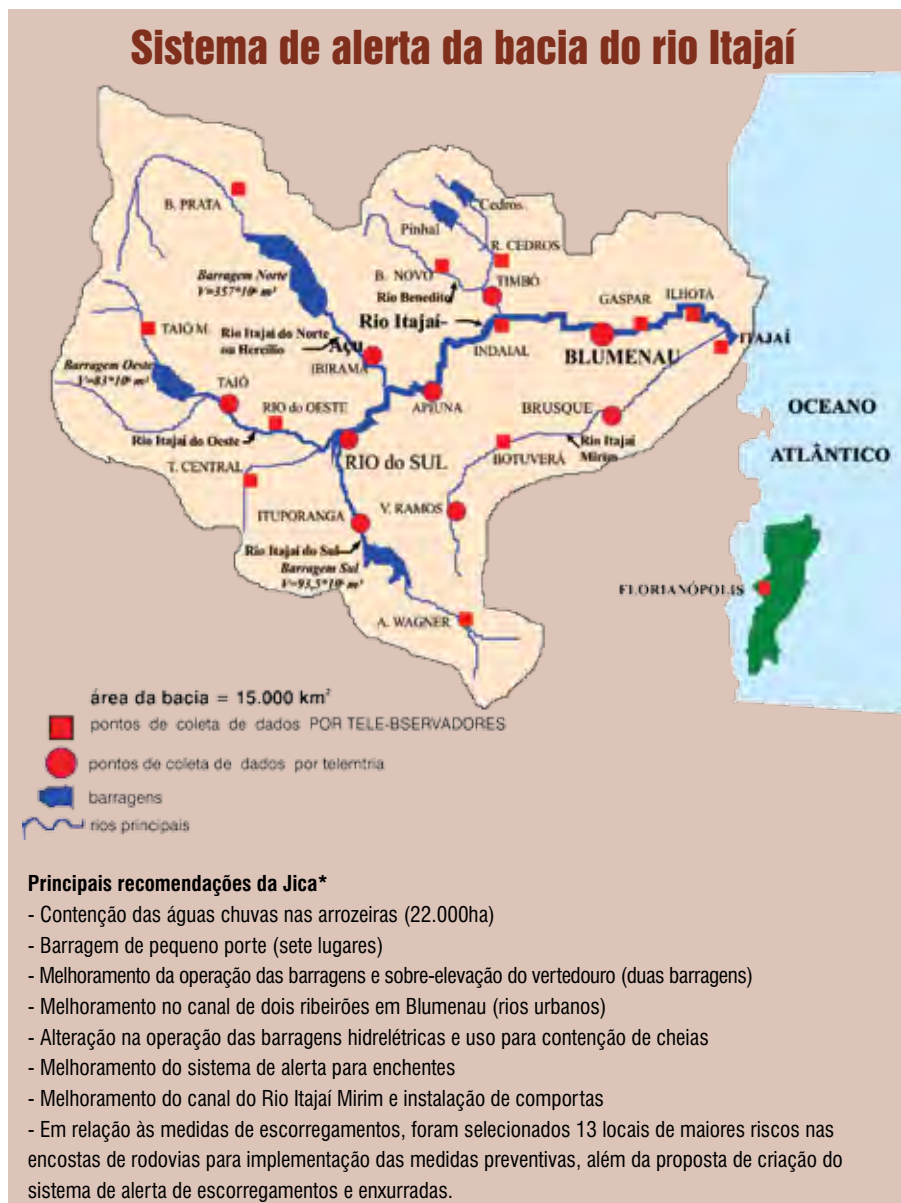 Sistema de alerta da bacia do rio Itajaí
B. PRATA
Cedros
Pinhal
R. CEDROS
Barragem Norte
V=357*10⁶ m³
B. NOVO
TIMBÓ
Rio Benedito
GASPAR
ILHOTA
TAIÓ M.
Rio Itajaí do Norte
ou Hercílio
Rio Itajaí-
Açu
INDAIAL
BLUMENAU
ITAJAÍ
IBIRAMA
Barragem Oeste
V=83*10⁶ m³
TAIÓ
RIO do OESTE
APIUNA
BRUSQUE
OCEANO
ATLÂNTICO
Rio Itajaí do Oeste
T. CENTRAL
RIO do SUL
BOTUVERÁ
Rio Itajaí
Mirim
ITUPORANGA
V. RAMOS
Rio Itajaí do Sul
Barragem Sul
V=93,5*10⁶ m³
FLORIANÓPOLIS
A. WAGNER
área da bacia = 15.000 km²
pontos de coleta de dados POR TELE-BSERVADORES
pontos de coleta de dados por telemtria
barragens
rios principais
Principais recomendações da Jica*
- Contenção das águas chuvas nas arrozeiras (22.000ha)
- Barragem de pequeno porte (sete lugares)
- Melhoramento da operação das barragens e sobre-elevação do vertedouro (duas barragens)
- Melhoramento no canal de dois ribeirões em Blumenau (rios urbanos)
- Alteração na operação das barragens hidrelétricas e uso para contenção de cheias
- Melhoramento do sistema de alerta para enchentes
- Melhoramento do canal do Rio Itajaí Mirim e instalação de comportas
- Em relação às medidas de escorregamentos, foram selecionados 13 locais de maiores riscos nas
encostas de rodovias para implementação das medidas preventivas, além da proposta de criação do
sistema de alerta de escorregamentos e enxurradas.